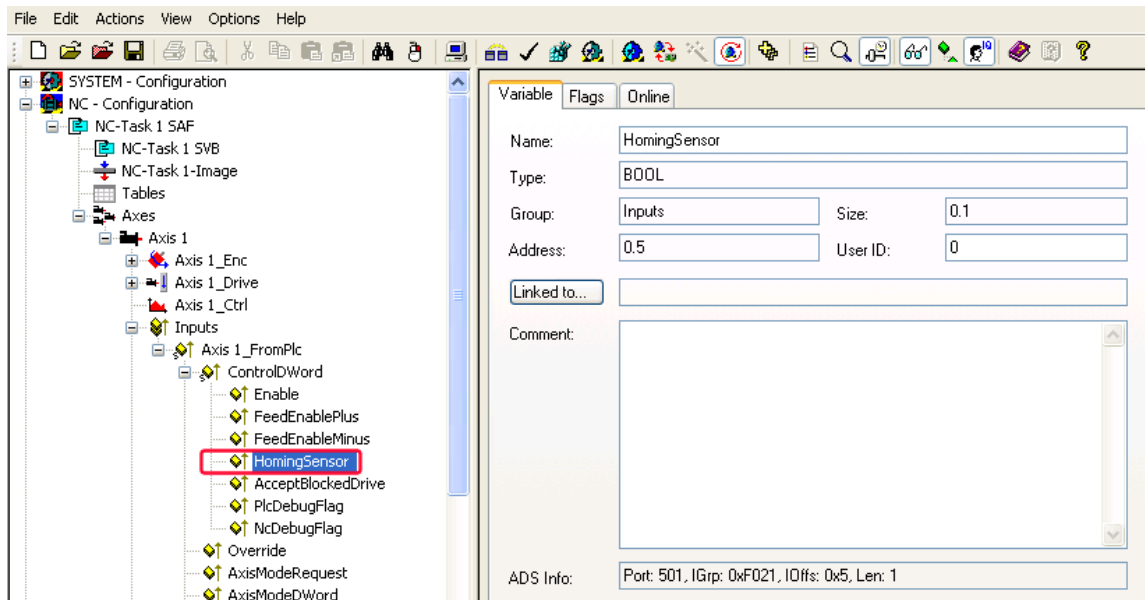 File Edit Actions View Options Help
SYSTEM - Configuration
NC - Configuration
NC-Task 1 SAF
NC-Task 1 SVB
NC-Task 1-Image
Tables
Axes
Axis 1
Axis 1_Enc
Axis 1_Drive
Axis 1_Ctrl
Inputs
Axis 1_FromPlc
ControlDWord
Enable
FeedEnablePlus
FeedEnableMinus
HomingSensor
AcceptBlockedDrive
PlcDebugFlag
NcDebugFlag
Override
AxisModeRequest
AxisModeDWord
Variable Flags Online
Name: HomingSensor
Type: BOOL
Group: Inputs Size: 0.1
Address: 0.5 User ID: 0
Linked to...
Comment:
ADS Info: Port: 501, IGrp: 0xF021, IOffs: 0x5, Len: 1